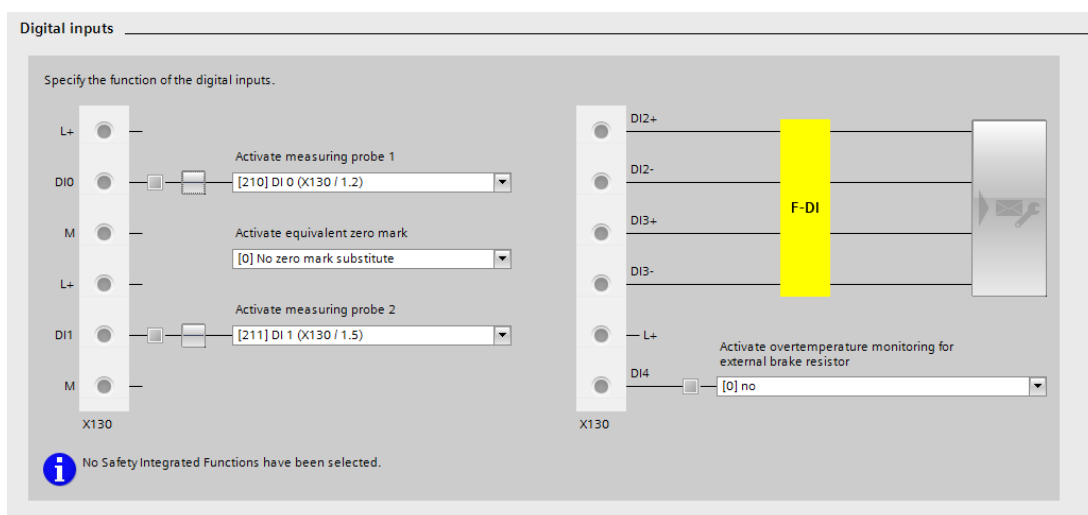 Digital inputs
Specify the function of the digital inputs.
L+
DI0
M
L+
DI1
M
X130
Activate measuring probe 1
[210] DI 0 (X130 / 1.2)
Activate equivalent zero mark
[0] No zero mark substitute
Activate measuring probe 2
[211] DI 1 (X130 / 1.5)
DI2+
DI2-
DI3+
DI3-
F-DI
L+
DI4
Activate overtemperature monitoring for
external brake resistor
[0] no
X130
No Safety Integrated Functions have been selected.